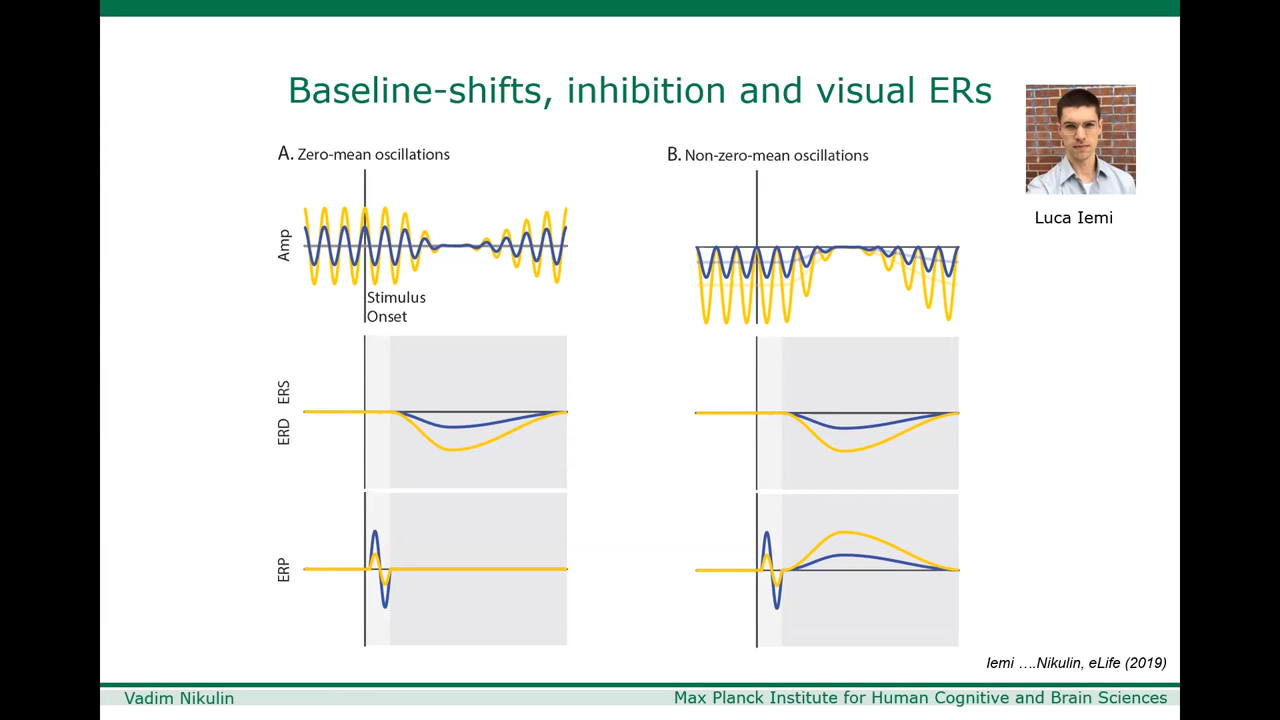 Baseline-shifts, inhibition and visual ERs
A. Zero-mean oscillations
B. Non-zero-mean oscillations
Luca Iemi
Amp
Stimulus
Onset
ERS
ERD
ERP
Iemi ….Nikulin, eLife (2019)
Vadim Nikulin
Max Planck Institute for Human Cognitive and Brain Sciences